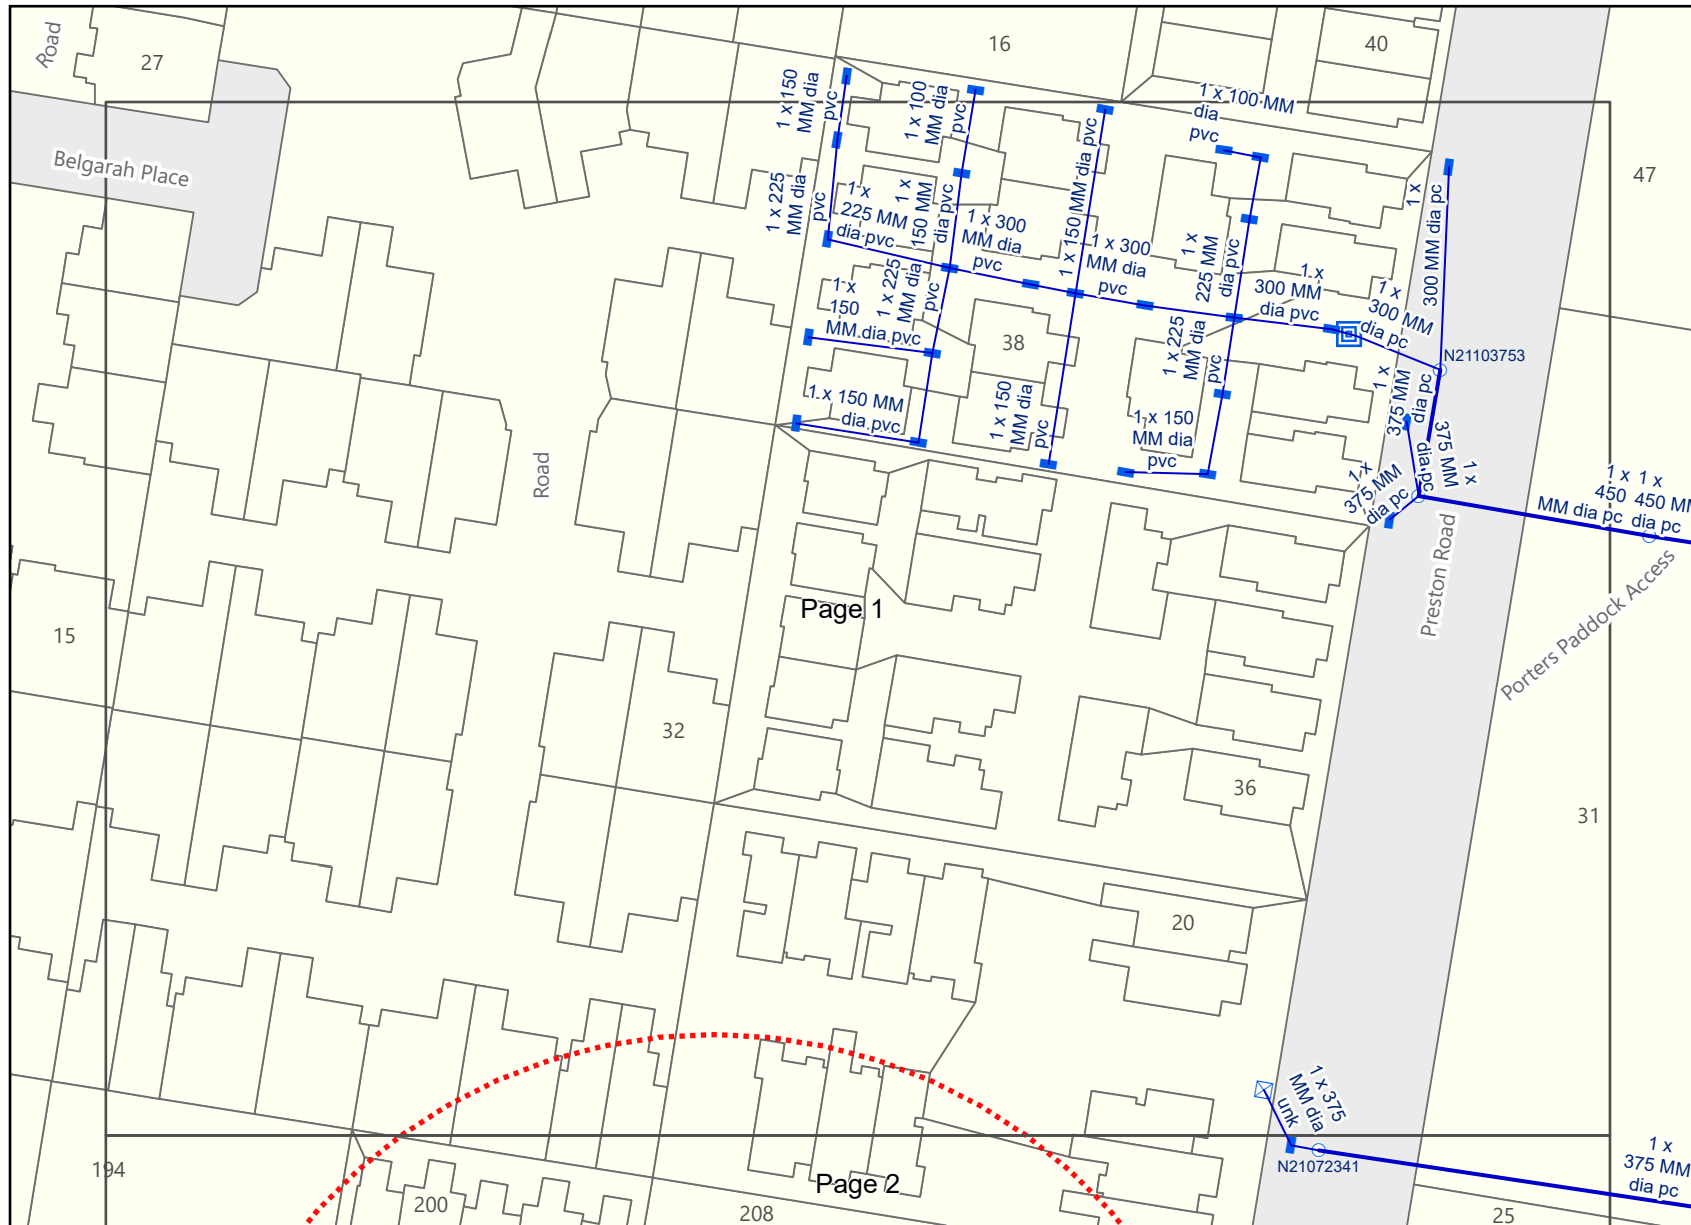 Road
27
16
40
1 x 150
MM dia
pvc
1 x 100
MM dia
pvc
1 x 150 MM dia pvc
1 x 100 MM
dia
pvc
Belgarah Place
47
1 x 225
MM dia
pvc
1 x
225 MM
dia pvc
1 x
150 MM
dia pvc
1 x 300
MM dia
pvc
1 x 300
MM dia
pvc
1 x
225 MM
dia pvc
1 x
300 MM dia pc
1 x
300 MM
dia pvc
1 x
300 MM
dia pc
1 x
150
MM dia pvc
1 x 225
MM dia
pvc
38
1 x 225
MM dia
pvc
N21103753
1 x 150 MM
dia pvc
1 x 150
MM dia
pvc
1 x 150
MM dia
pvc
1 x
375 MM
dia pc
1 x
375 MM
dia pc
1 x
375 MM
dia pc
Road
1 x
450
MM dia pc
1 x
450 MM
dia pc
Preston Road
Porters Paddock Access
Page 1
15
32
36
31
20
1 x 375
MM dia
unk
N21072341
1 x
375 MM
dia pc
194
Page 2
200
208
25